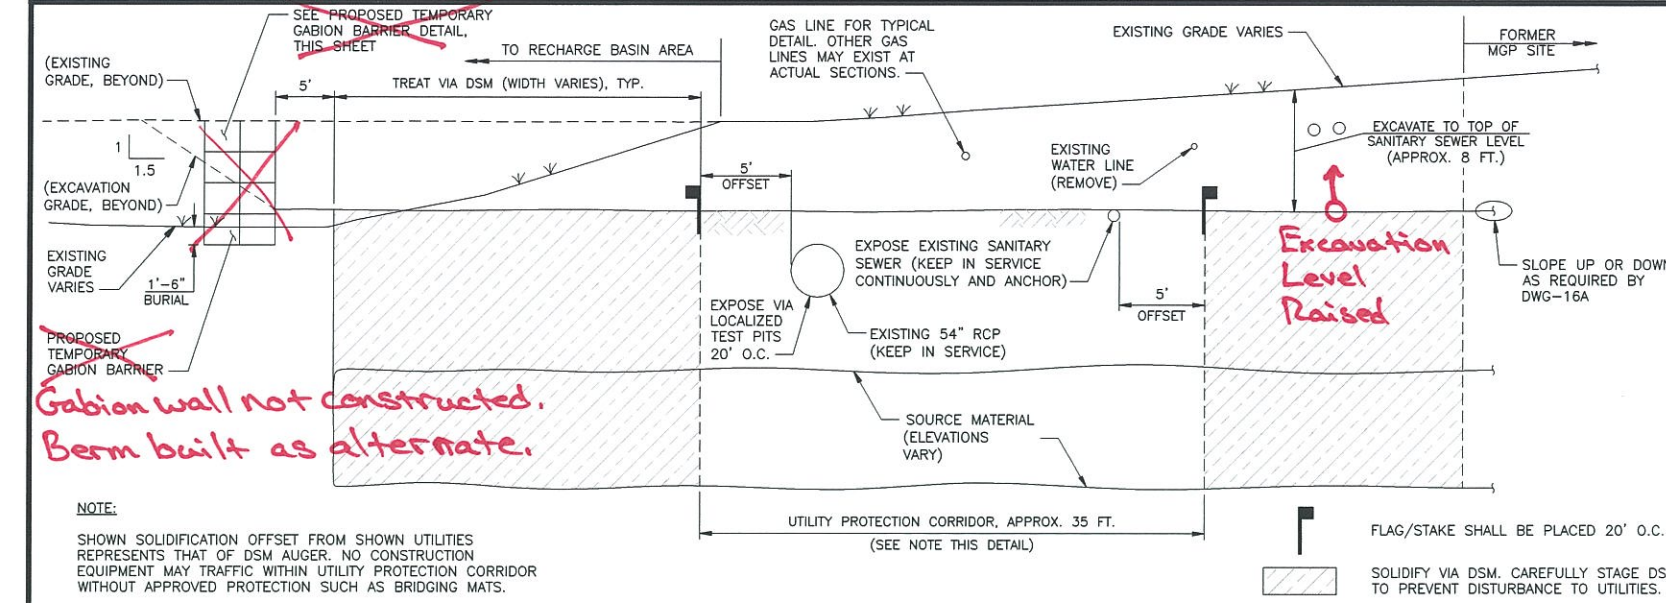 SEE PROPOSED TEMPORARY
GABION BARRIER DETAIL,
THIS SHEET
TO RECHARGE BASIN AREA
GAS LINE FOR TYPICAL
DETAIL. OTHER GAS
LINES MAY EXIST AT
ACTUAL SECTIONS.
EXISTING GRADE VARIES
FORMER
MGP SITE
(EXISTING
GRADE, BEYOND)
5'
TREAT VIA DSM (WIDTH VARIES), TYP.
1
1.5
(EXCAVATION
GRADE, BEYOND)
5'
OFFSET
EXISTING
WATER LINE
(REMOVE)
EXCAVATE TO TOP OF
SANITARY SEWER LEVEL
(APPROX. 8 FT.)
EXISTING
GRADE
VARIES
1'-6"
BURIAL
EXPOSE EXISTING SANITARY
SEWER (KEEP IN SERVICE
CONTINUOUSLY AND ANCHOR)
Excavation
Level
Raised
SLOPE UP OR DOWN
AS REQUIRED BY
DWG-16A
5'
OFFSET
EXPOSE VIA
LOCALIZED
TEST PITS
20' O.C.
EXISTING 54" RCP
(KEEP IN SERVICE)
PROPOSED
TEMPORARY
GABION BARRIER
Gabion wall not constructed.
Berm built as alternate.
SOURCE MATERIAL
(ELEVATIONS
VARY)
NOTE:
SHOWN SOLIDIFICATION OFFSET FROM SHOWN UTILITIES
REPRESENTS THAT OF DSM AUGER. NO CONSTRUCTION
EQUIPMENT MAY TRAFFIC WITHIN UTILITY PROTECTION CORRIDOR
WITHOUT APPROVED PROTECTION SUCH AS BRIDGING MATS.
UTILITY PROTECTION CORRIDOR, APPROX. 35 FT.
(SEE NOTE THIS DETAIL)
FLAG/STAKE SHALL BE PLACED 20' O.C.
SOLIDIFY VIA DSM. CAREFULLY STAGE DS
TO PREVENT DISTURBANCE TO UTILITIES.